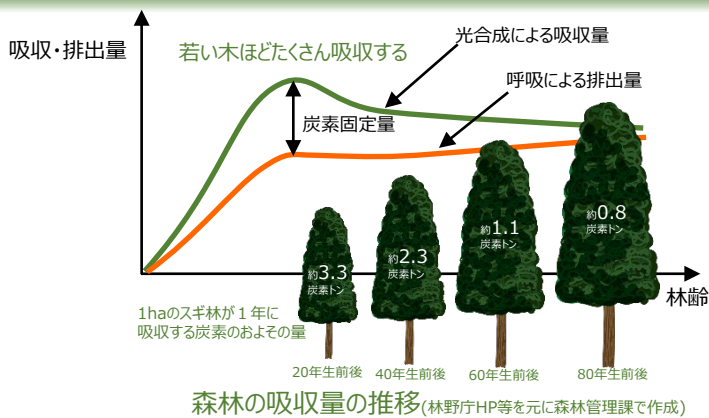 吸収・排出量
若い木ほどたくさん吸収する
光合成による吸収量
呼吸による排出量
炭素固定量
約3.3
炭素トン
約2.3
炭素トン
約1.1
炭素トン
約0.8
炭素トン
林齢
1haのスギ林が１年に
吸収する炭素のおよその量
20年生前後
40年生前後
60年生前後
80年生前後
森林の吸収量の推移(林野庁HP等を元に森林管理課で作成)